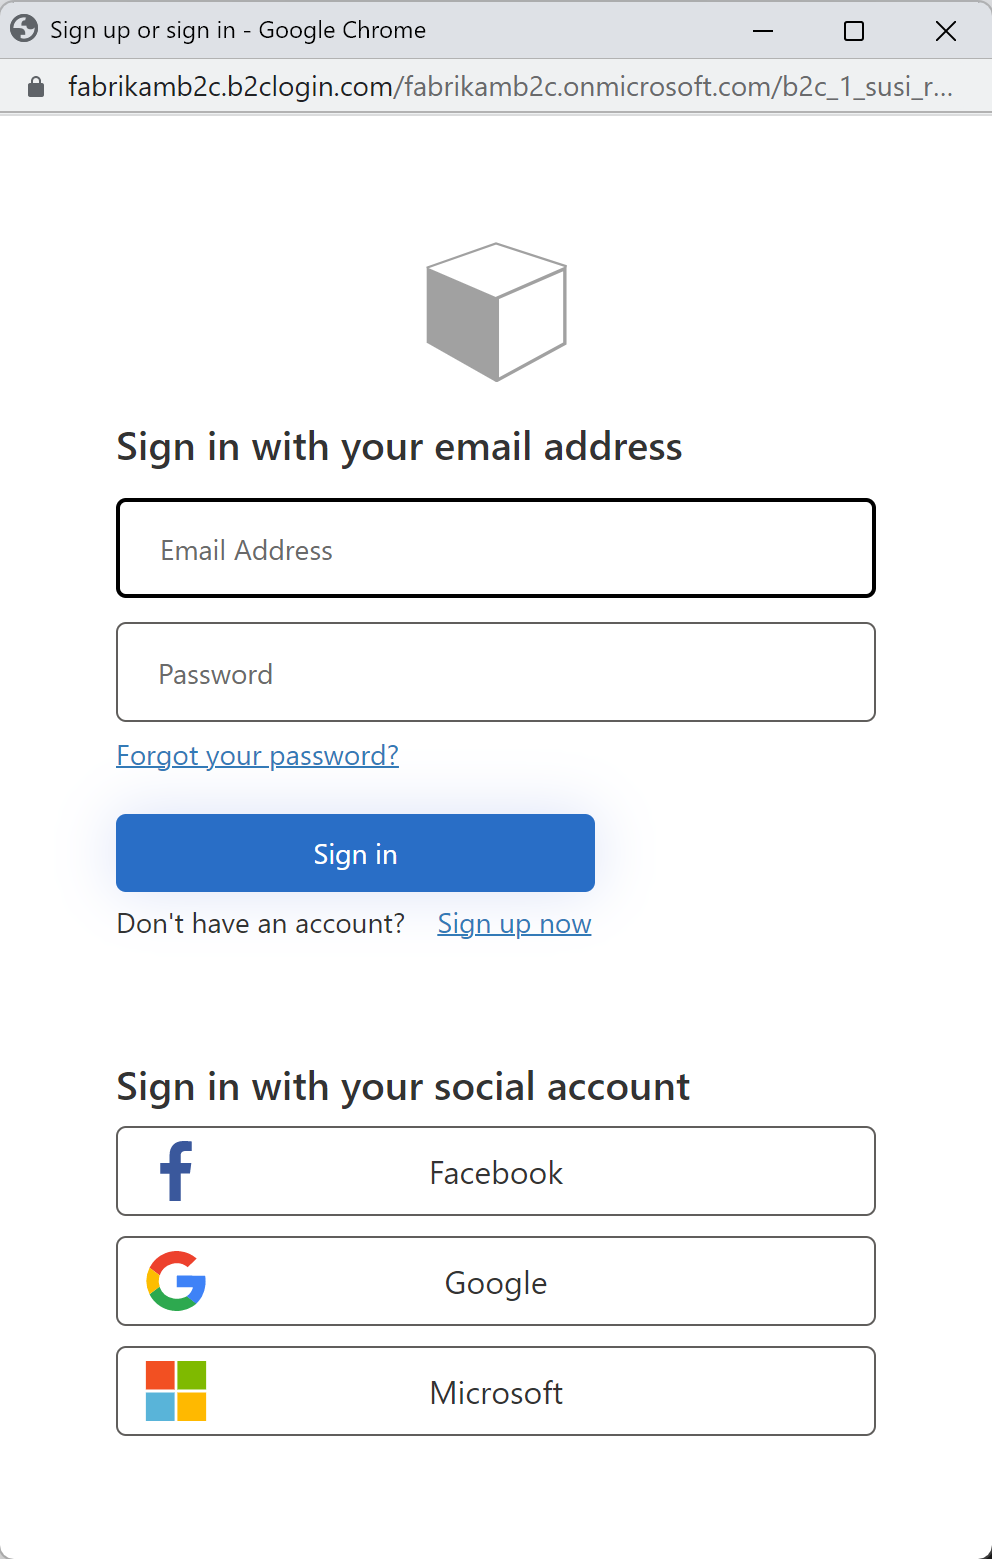 Sign up or sign in - Google Chrome
fabrikamb2c.b2clogin.com/fabrikamb2c.onmicrosoft.com/b2c_1_susi_r...
Sign in with your email address
Email Address
Password
Forgot your password?
Sign in
Don't have an account? Sign up now
Sign in with your social account
Facebook
Google
Microsoft